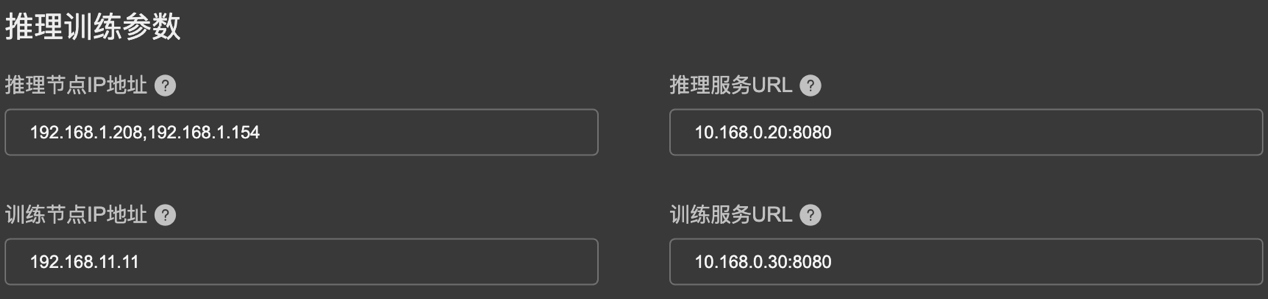 推理训练参数
推理节点IP地址 ?
推理服务URL ?
192.168.1.208,192.168.1.154
10.168.0.20:8080
训练节点IP地址 ?
训练服务URL ?
192.168.11.11
10.168.0.30:8080